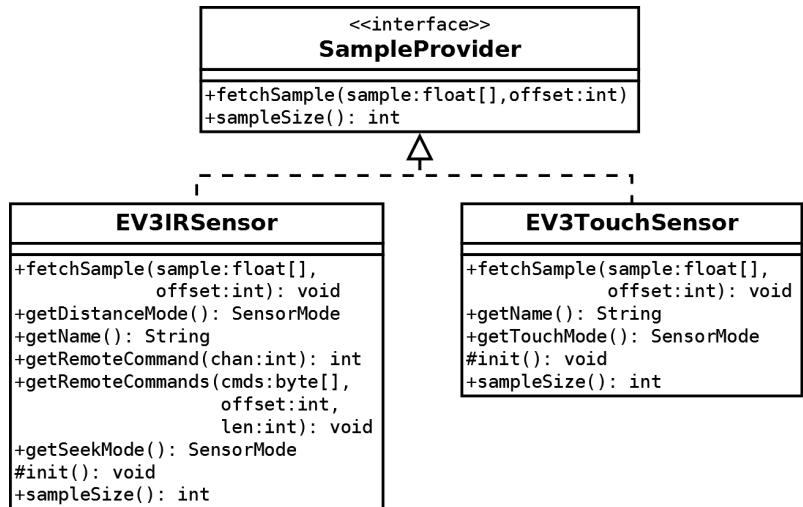 <<interface>>
SampleProvider
+fetchSample(sample:float[],offset:int)
+sampleSize(): int
EV3IRSensor
+fetchSample(sample:float[],
offset:int): void
+getDistanceMode(): SensorMode
+getName(): String
+getRemoteCommand(chan:int): int
+getRemoteCommands(cmds:byte[],
offset:int,
len:int): void
+getSeekMode(): SensorMode
#init(): void
+sampleSize(): int
EV3TouchSensor
+fetchSample(sample:float[],
offset:int): void
+getName(): String
+getTouchMode(): SensorMode
#init(): void
+sampleSize(): int